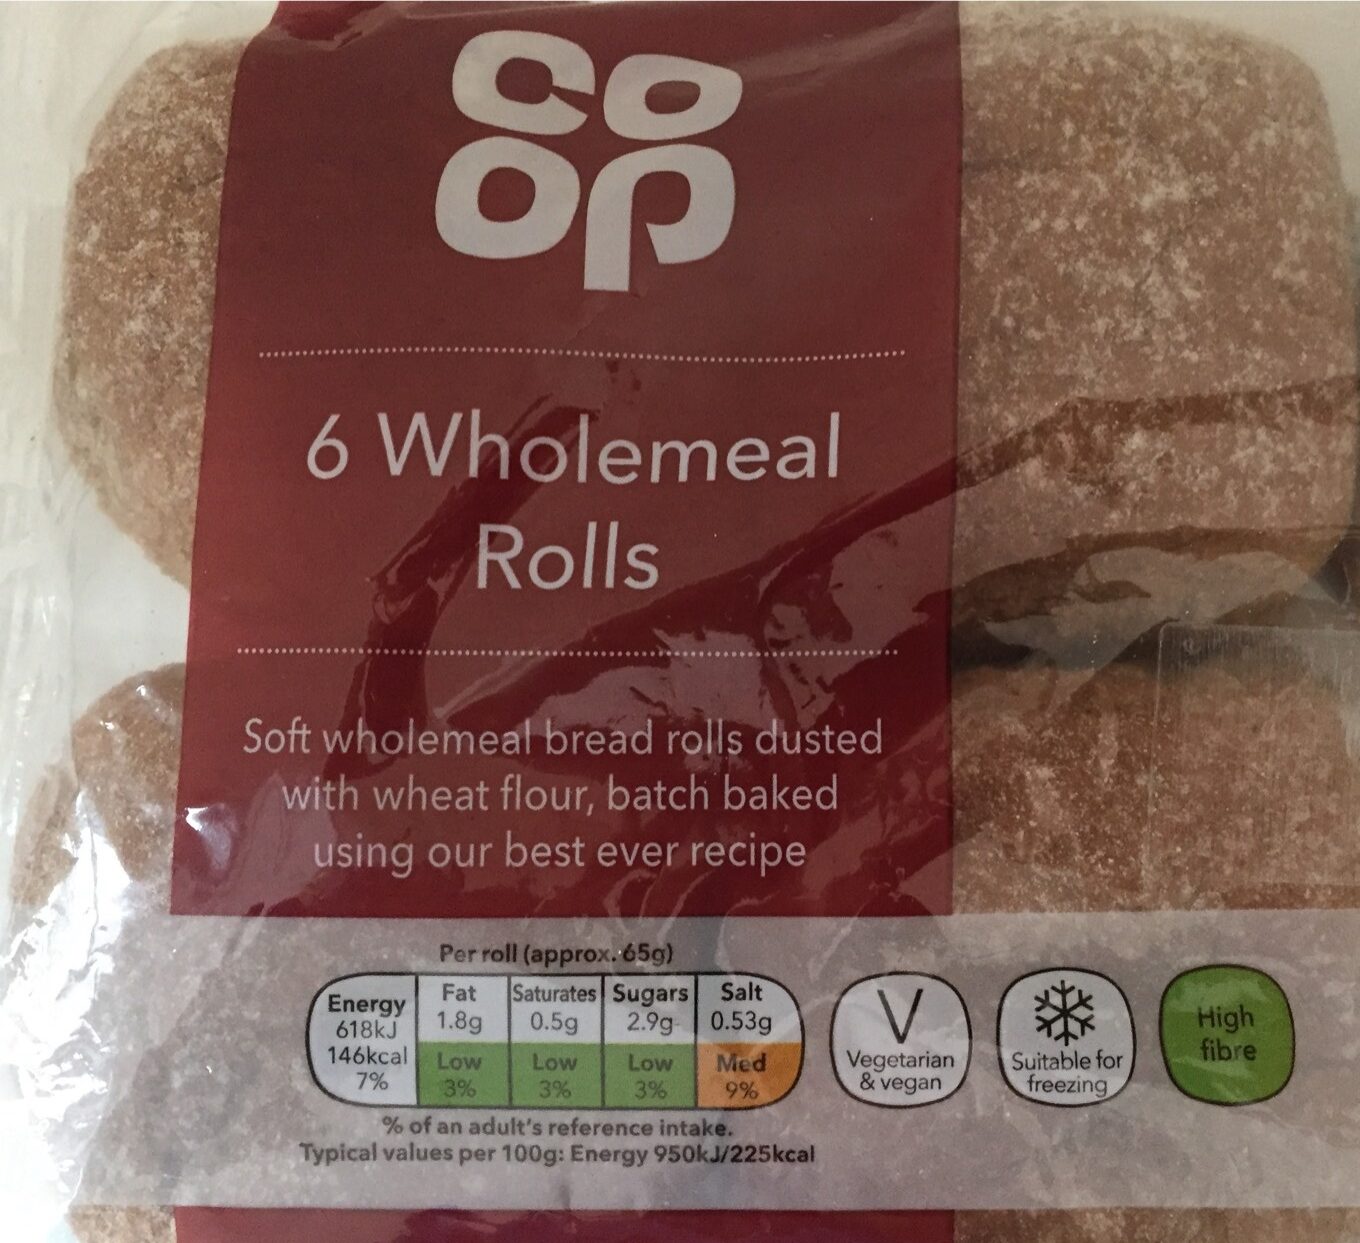 co
op
6 Wholemeal
Rolls
Soft wholemeal bread rolls dusted
with wheat flour, batch baked
using our best ever recipe
Per roll (approx. 65g)
Energy
618kJ
146kcal
7%
Fat
1.8g
Low
3%
Saturates
0.5g
Low
3%
Sugars
2.9g
Low
3%
Salt
0.53g
Med
9%
V
Vegetarian
& vegan
Suitable for
freezing
High
fibre
% of an adult's reference intake.
Typical values per 100g: Energy 950kJ/225kcal